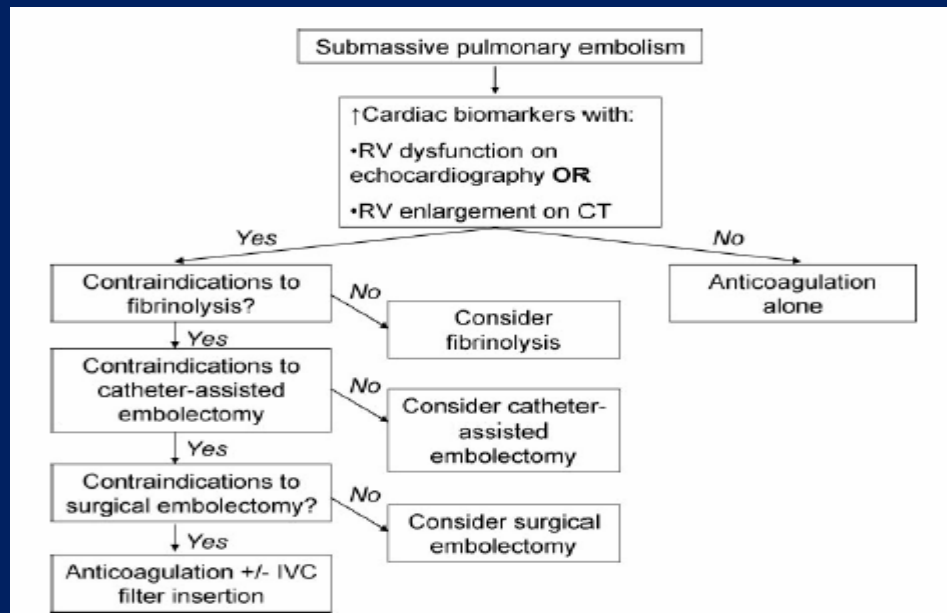 Submassive pulmonary embolism
↑Cardiac biomarkers with:
•RV dysfunction on
echocardiography OR
•RV enlargement on CT
Yes
No
Contraindications to
fibrinolysis?
No
Consider
fibrinolysis
Anticoagulation
alone
Yes
Contraindications to
catheter-assisted
embolectomy
No
Consider catheter-
assisted
embolectomy
Yes
Contraindications to
surgical embolectomy?
No
Consider surgical
embolectomy
Yes
Anticoagulation +/- IVC
filter insertion